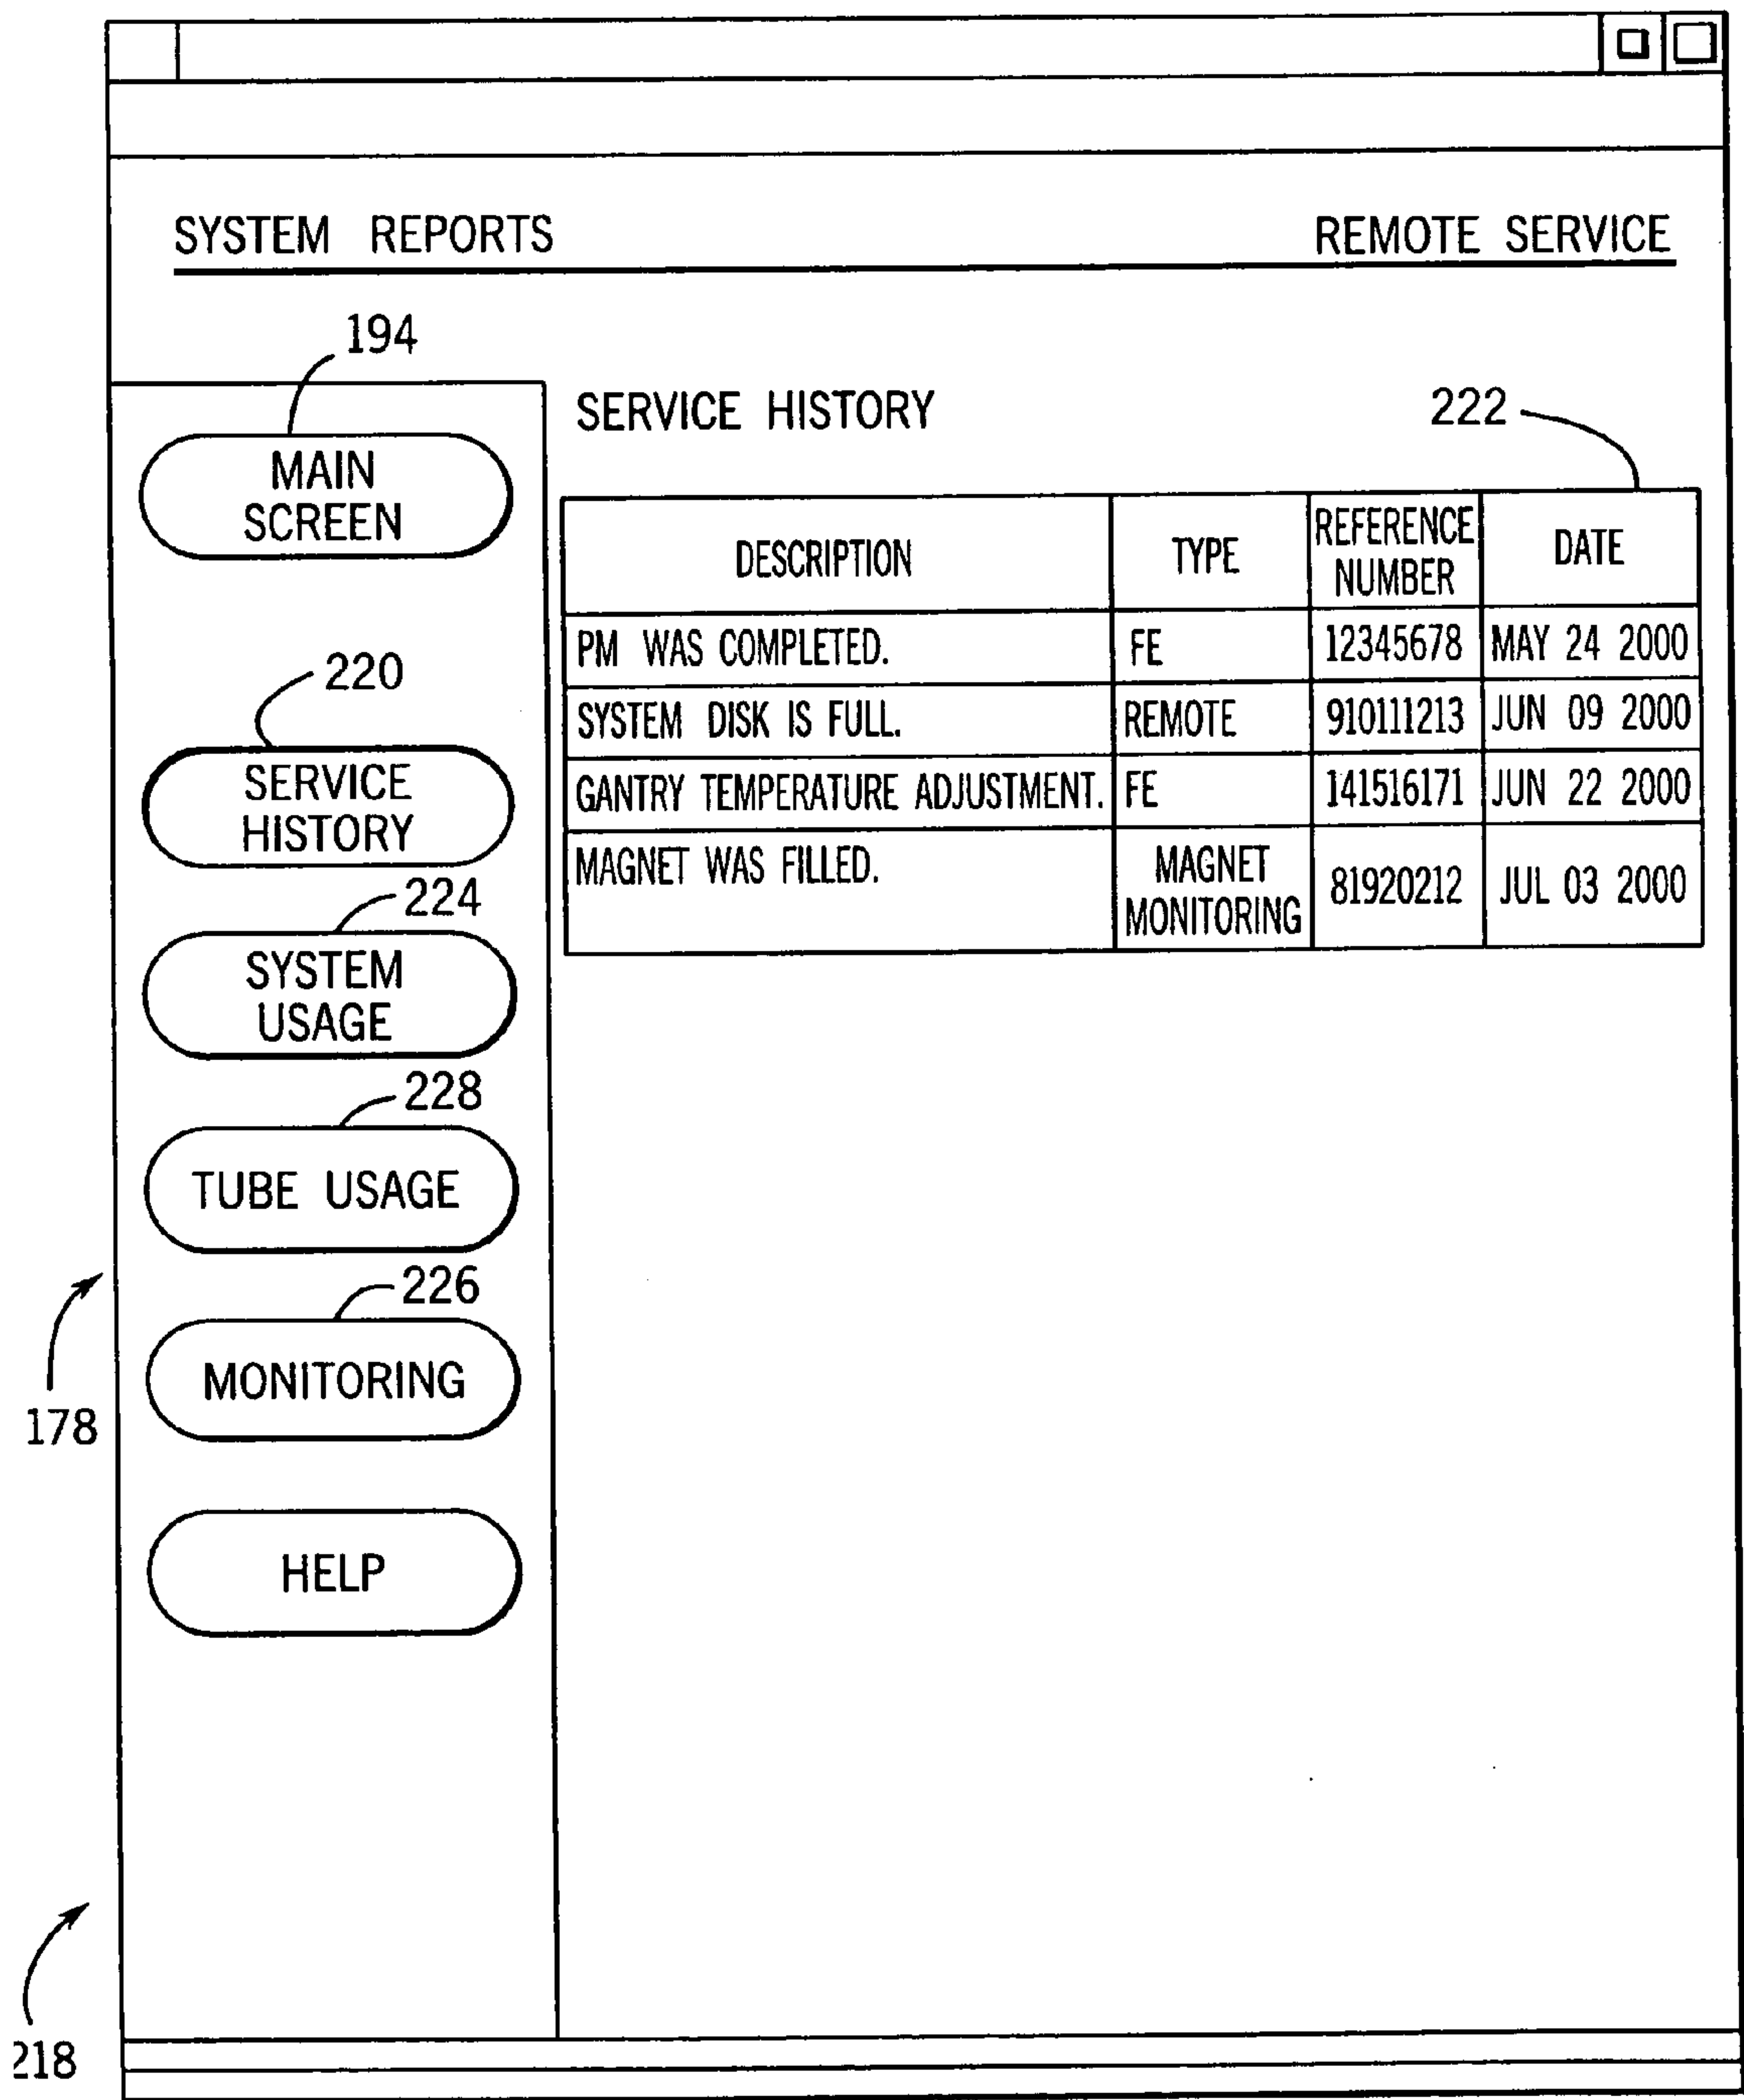 SYSTEM REPORTS REMOTE SERVICE
194
MAIN
SCREEN
220
SERVICE
HISTORY
224
SYSTEM
USAGE
228
TUBE USAGE
226
MONITORING
HELP
178
218
SERVICE HISTORY
222
DESCRIPTION TYPE REFERENCE NUMBER DATE
PM WAS COMPLETED. FE 12345678 MAY 24 2000
SYSTEM DISK IS FULL. REMOTE 910111213 JUN 09 2000
GANTRY TEMPERATURE ADJUSTMENT. FE 141516171 JUN 22 2000
MAGNET WAS FILLED. MAGNET MONITORING 81920212 JUL 03 2000